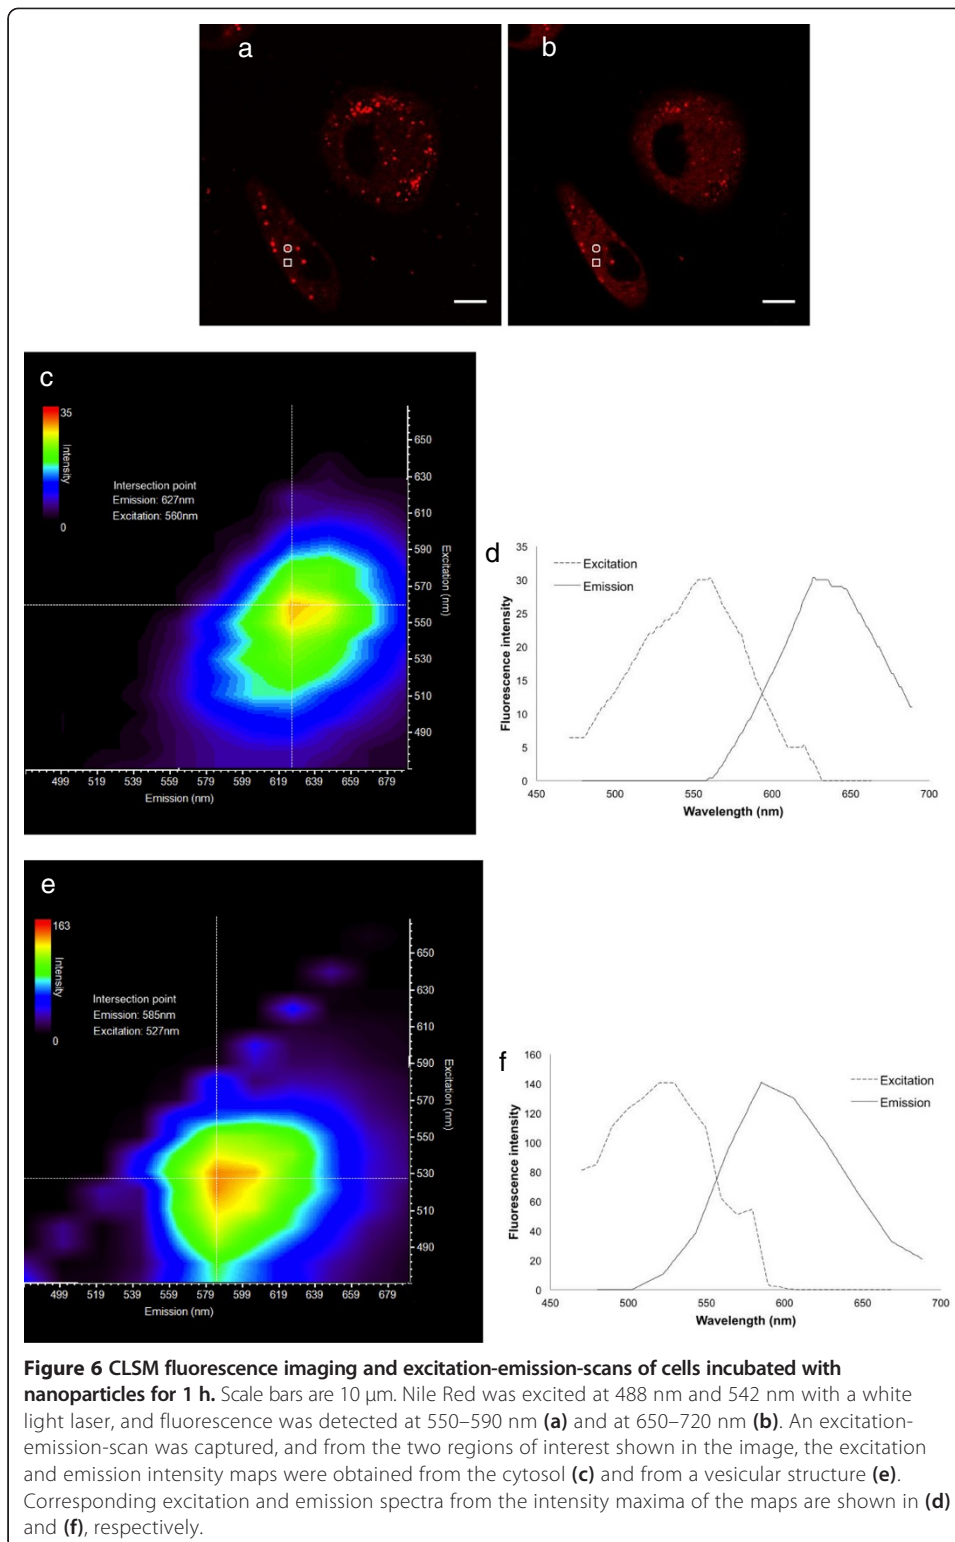 a
b
c
35
Intensity
0
Intersection point
Emission: 627nm
Excitation: 560nm
650
630
590
570
550
530
510
490
Excitation (nm)
499 519 539 559 579 599 619 639 659 679
Emission (nm)
d
35
30
25
20
15
10
5
0
Fluorescence intensity
Excitation
Emission
450 500 550 600 650 700
Wavelength (nm)
e
163
Intensity
0
Intersection point
Emission: 585nm
Excitation: 527nm
650
630
610
590
570
550
530
510
490
Excitation (nm)
499 519 539 559 579 599 619 639 659 679
Emission (nm)
f
160
140
120
100
80
60
40
20
0
Fluorescence intensity
Excitation
Emission
450 500 550 600 650 700
Wavelength (nm)
Figure 6 CLSM fluorescence imaging and excitation-emission-scans of cells incubated with
nanoparticles for 1 h. Scale bars are 10 μm. Nile Red was excited at 488 nm and 542 nm with a white
light laser, and fluorescence was detected at 550–590 nm (a) and at 650–720 nm (b). An excitation-
emission-scan was captured, and from the two regions of interest shown in the image, the excitation
and emission intensity maps were obtained from the cytosol (c) and from a vesicular structure (e).
Corresponding excitation and emission spectra from the intensity maxima of the maps are shown in (d)
and (f), respectively.